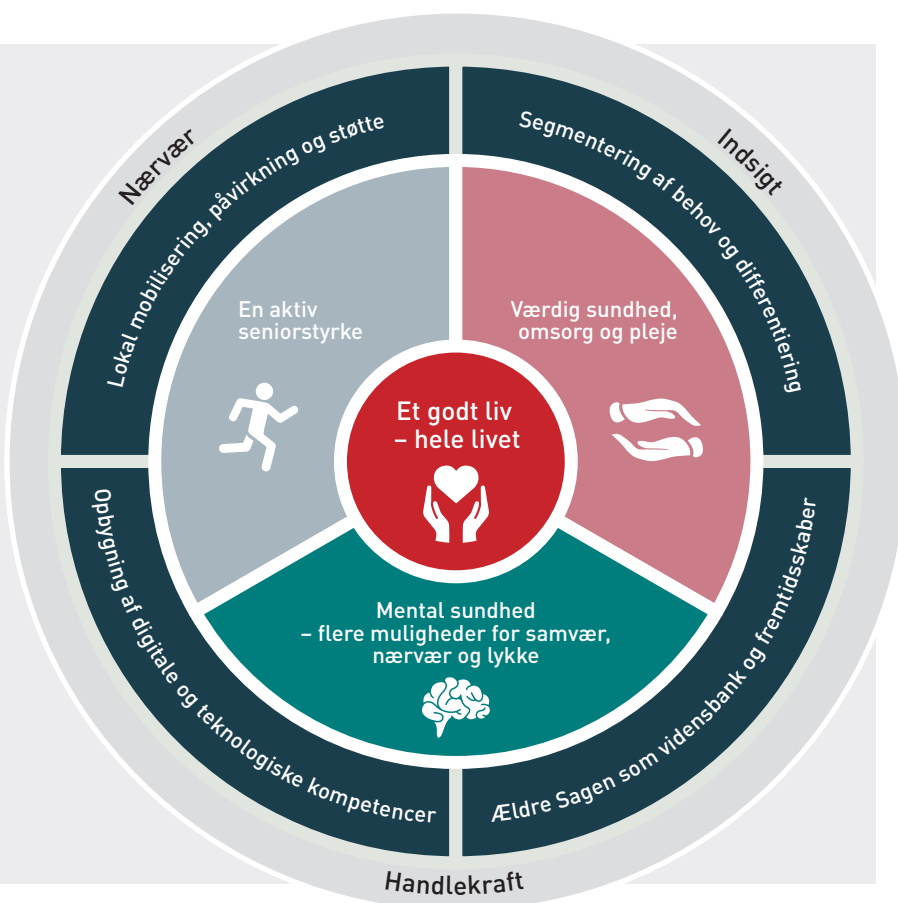 Nærvær
Indsigt
Lokal mobilisering, påvirkning og støtte
Segmentering af behov og differentiering
En aktiv
seniorstyrke
Værdig sundhed,
omsorg og pleje
Et godt liv
– hele livet
Mental sundhed
– flere muligheder for samvær,
nærvær og lykke
Opbygning af digitale og teknologiske kompetencer
Ældre Sagen som vidensbank og fremtidsskaber
Handlekraft